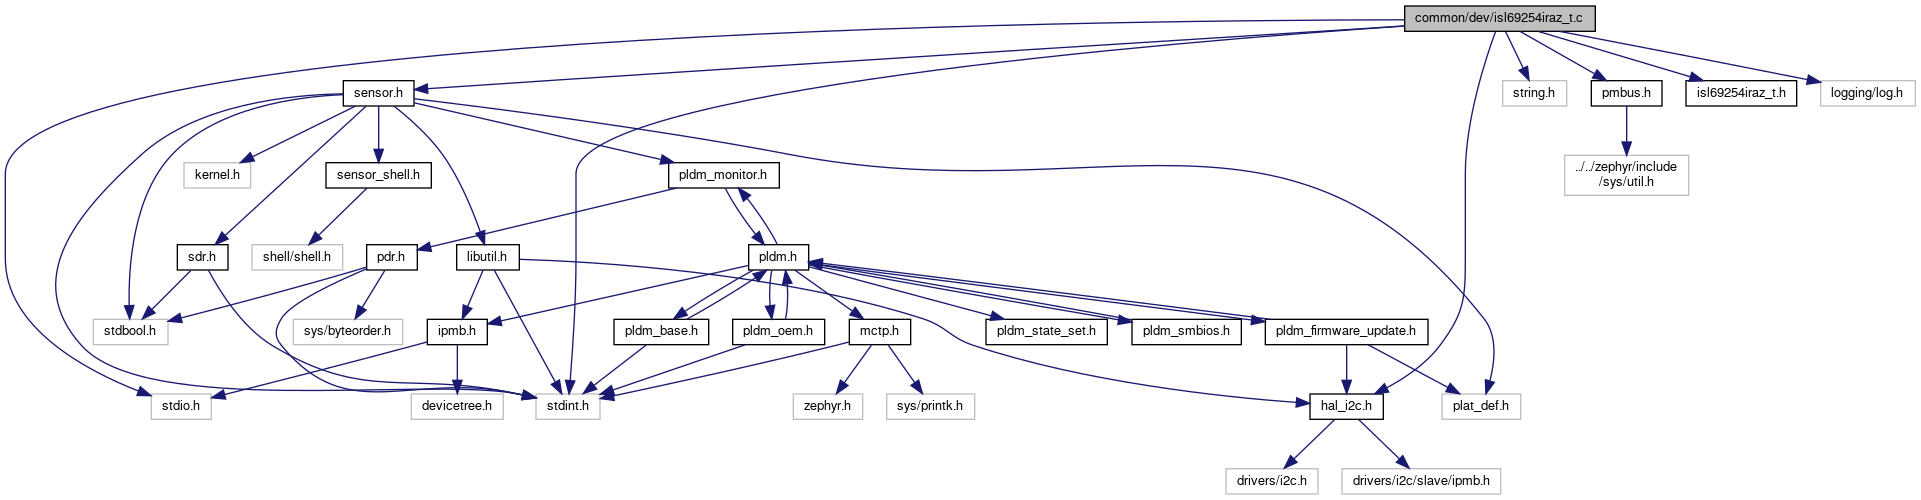 common/dev/isl69254iraz_t.c
sensor.h
string.h
pmbus.h
isl69254iraz_t.h
logging/log.h
kernel.h
sensor_shell.h
pldm_monitor.h
../../zephyr/include
/sys/util.h
sdr.h
shell/shell.h
pdr.h
libutil.h
pldm.h
stdbool.h
sys/byteorder.h
ipmb.h
pldm_base.h
pldm_oem.h
mctp.h
pldm_state_set.h
pldm_smbios.h
pldm_firmware_update.h
stdio.h
devicetree.h
stdint.h
zephyr.h
sys/printk.h
hal_i2c.h
plat_def.h
drivers/i2c.h
drivers/i2c/slave/ipmb.h